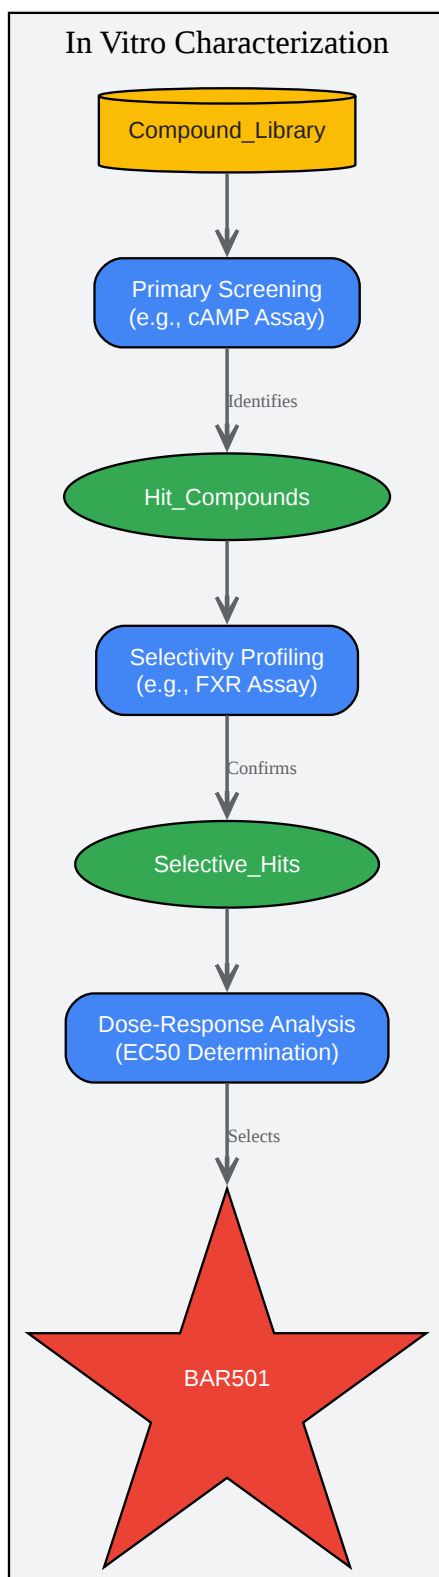 In Vitro Characterization
Compound_Library
Primary Screening
(e.g., cAMP Assay)
Identifies
Hit_Compounds
Selectivity Profiling
(e.g., FXR Assay)
Confirms
Selective_Hits
Dose-Response Analysis
(EC50 Determination)
Selects
BAR501